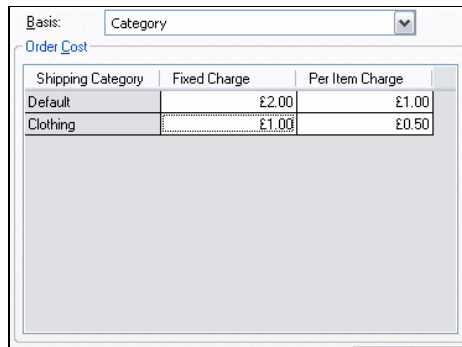 Basis: Category
Order Cost
Shipping Category Fixed Charge Per Item Charge
Default £2.00 £1.00
Clothing £1.00 £0.50